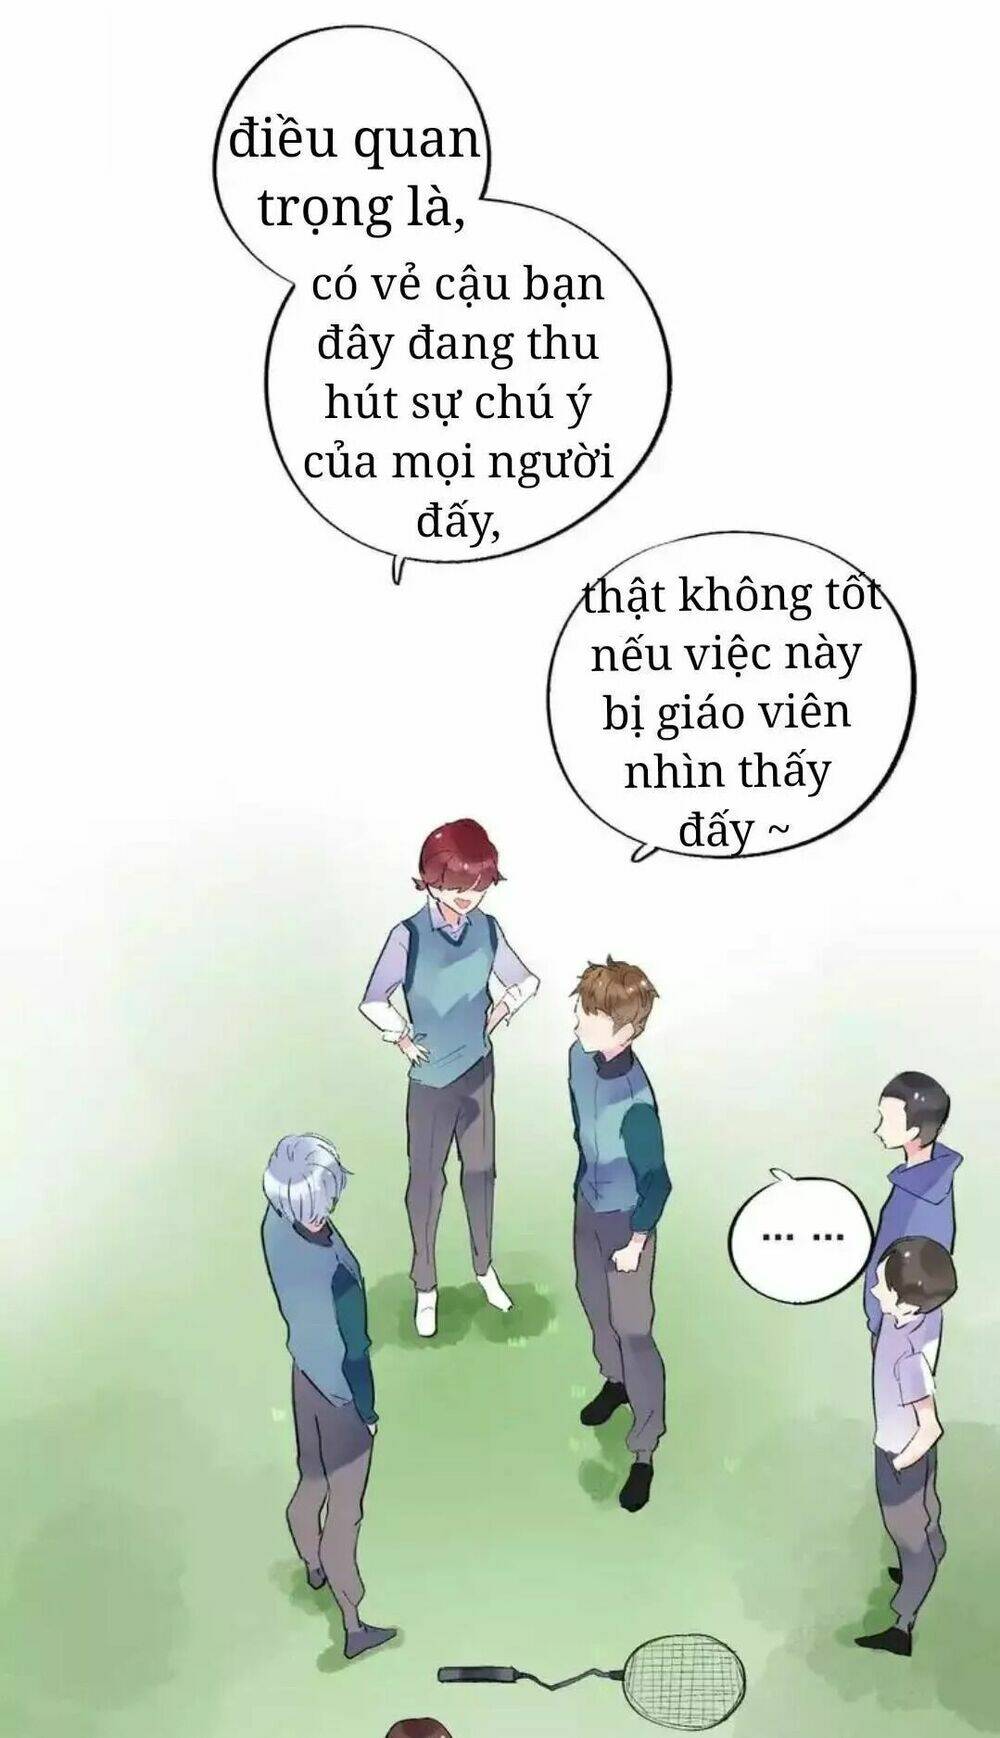 điều quan
trọng là,
có vẻ cậu bạn
đây đang thu
hút sự chú ý
của mọi người
đấy,
thật không tốt
nếu việc này
bị giáo viên
nhìn thấy
đấy ~
... ...